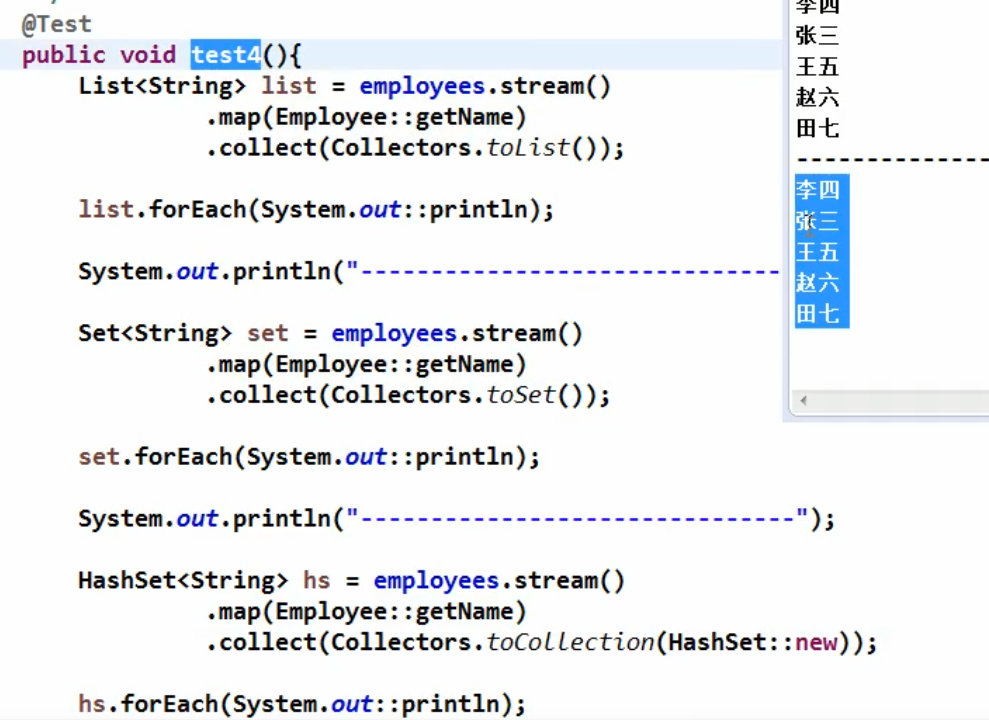 @Test
public void test4(){
List<String> list = employees.stream()
.map(Employee::getName)
.collect(Collectors.toList());
list.forEach(System.out::println);
System.out.println("------------------------------
Set<String> set = employees.stream()
.map(Employee::getName)
.collect(Collectors.toSet());
set.forEach(System.out::println);
System.out.println("-------------------------------");
HashSet<String> hs = employees.stream()
.map(Employee::getName)
.collect(Collectors.toCollection(HashSet::new));
hs.forEach(System.out::println);
李四
张三
王五
赵六
田七
--------------
李四
张三
王五
赵六
田七